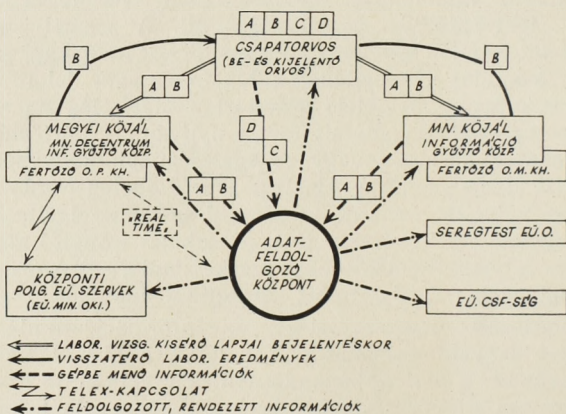 A B C D
CSAPATORVOS
(BE- ÉS KIJELENTŐ
ORVOS)
B
B
A B
A B
MEGYEI KÖJÁL
MN. DECENTRUM
INF. GYŰJTŐ KÖZP.
FERTŐZŐ O.P. KH.
D
C
MN. KÖJÁL
INFORMÁCIÓ
GYŰJTŐ KÖZP.
FERTŐZŐ O.M. KH.
A B
A B
"REAL
TIME"
ADAT-
FELDOL-
GOZÓ
KÖZPONT
SEREGTEST EÜ.O.
KÖZPONTI
POLG. EÜ. SZERVEK
(EÜ. MIN. OKI.)
EÜ. CSF-SÉG
LABOR. VIZSG. KISÉRŐ LAPJAI BEJELENTÉSKOR
VISSZATÉRŐ LABOR. EREDMÉNYEK
GÉPBE MENŐ INFORMÁCIÓK
TELEX-KAPCSOLAT
FELDOLGOZOTT, RENDEZETT INFORMÁCIÓK